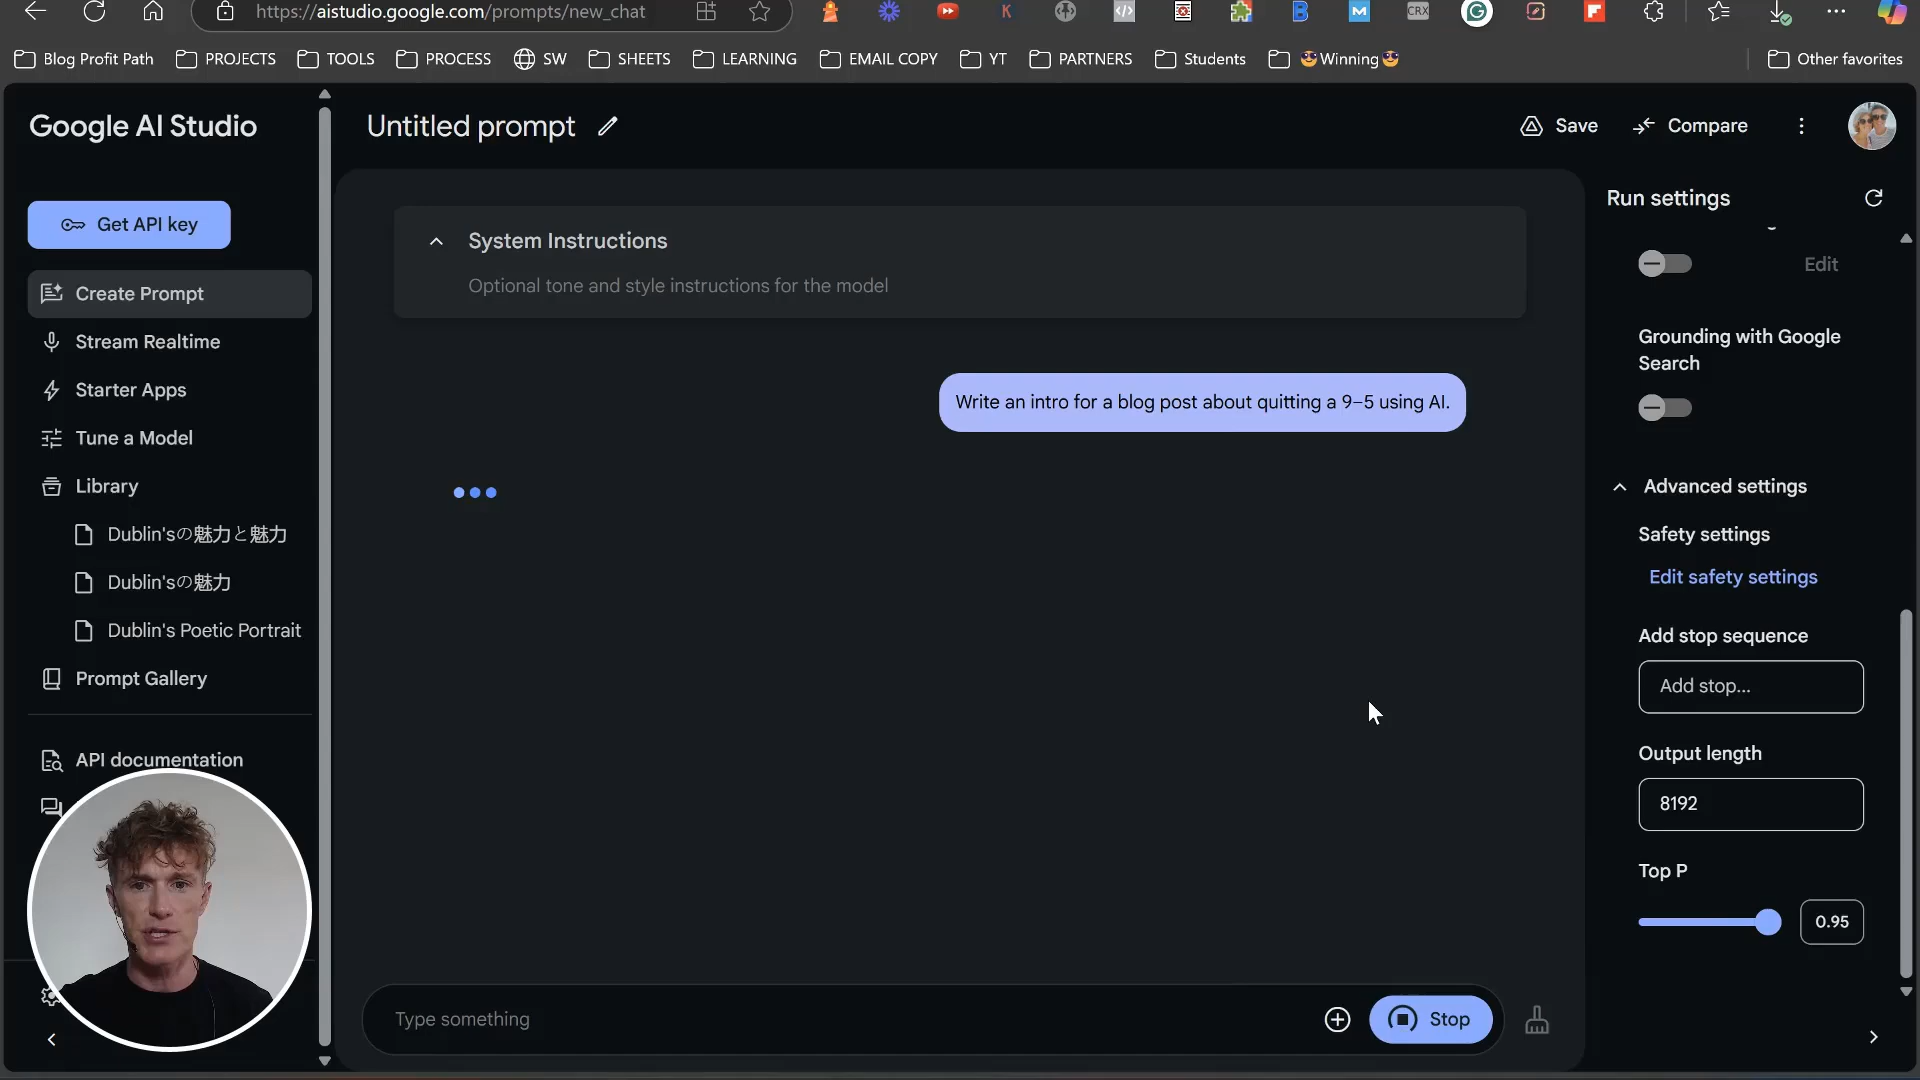 https://aistudio.google.com/prompts/new_chat
K
CRX
Blog Profit Path
PROJECTS
TOOLS
PROCESS
SW
SHEETS
LEARNING
EMAIL COPY
YT
PARTNERS
Students
Winning
Other favorites
Google AI Studio
Untitled prompt
Save
Compare
Get API key
Create Prompt
Stream Realtime
Starter Apps
Tune a Model
Library
Dublin'sの魅力と魅力
Dublin'sの魅力
Dublin's Poetic Portrait
Prompt Gallery
API documentation
System Instructions
Optional tone and style instructions for the model
Write an intro for a blog post about quitting a 9–5 using AI.
Type something
Stop
Run settings
Edit
Grounding with Google
Search
Advanced settings
Safety settings
Edit safety settings
Add stop sequence
Add stop...
Output length
8192
Top P
0.95